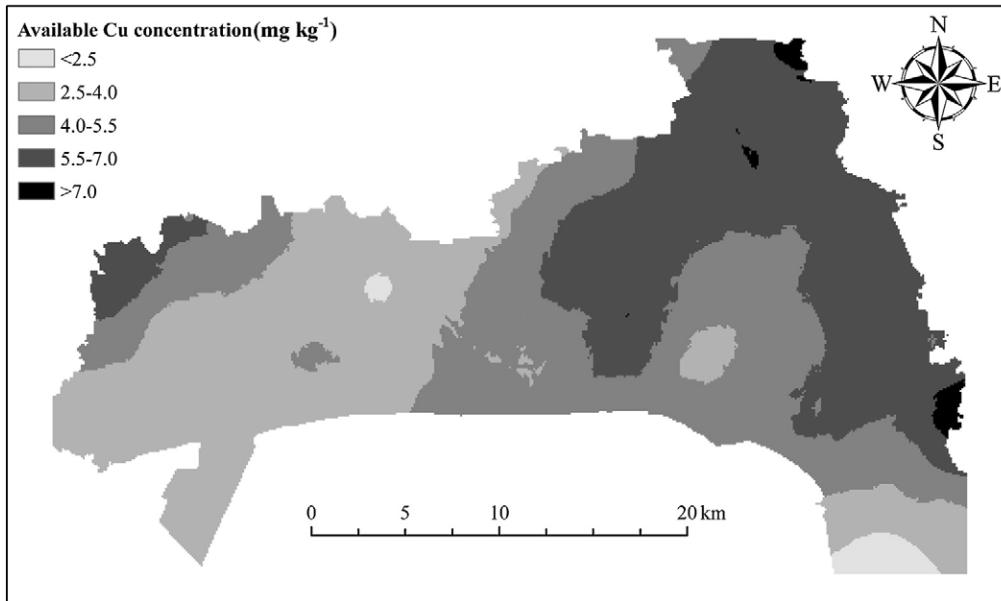 Available Cu concentration(mg kg⁻¹)
<2.5
2.5-4.0
4.0-5.5
5.5-7.0
>7.0
N
W E
S
0 5 10 20 km